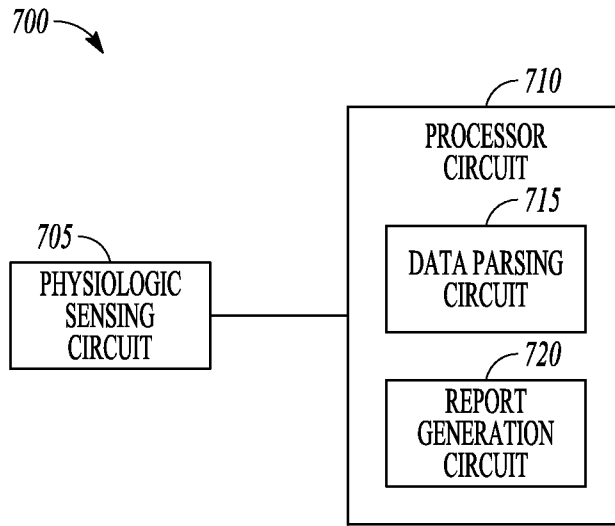 700
710
PROCESSOR
CIRCUIT
715
DATA PARSING
CIRCUIT
705
PHYSIOLOGIC
SENSING
CIRCUIT
720
REPORT
GENERATION
CIRCUIT